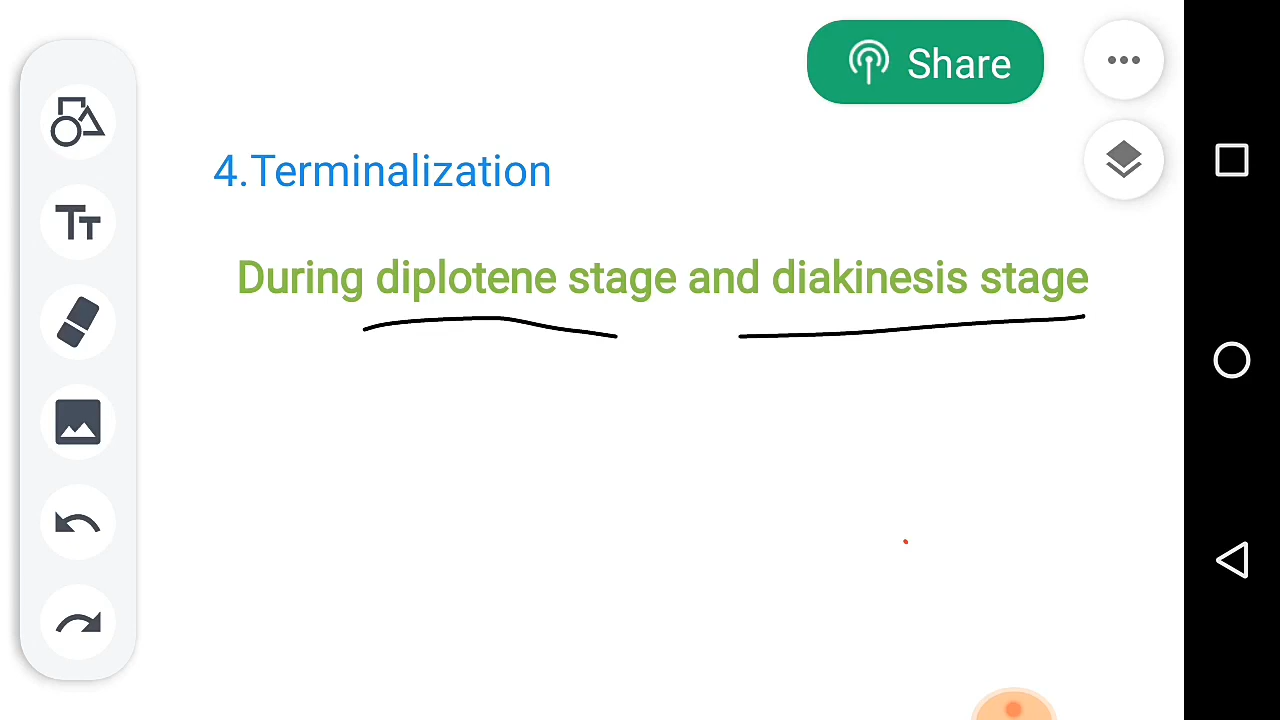 Share
4.Terminalization
During diplotene stage and diakinesis stage